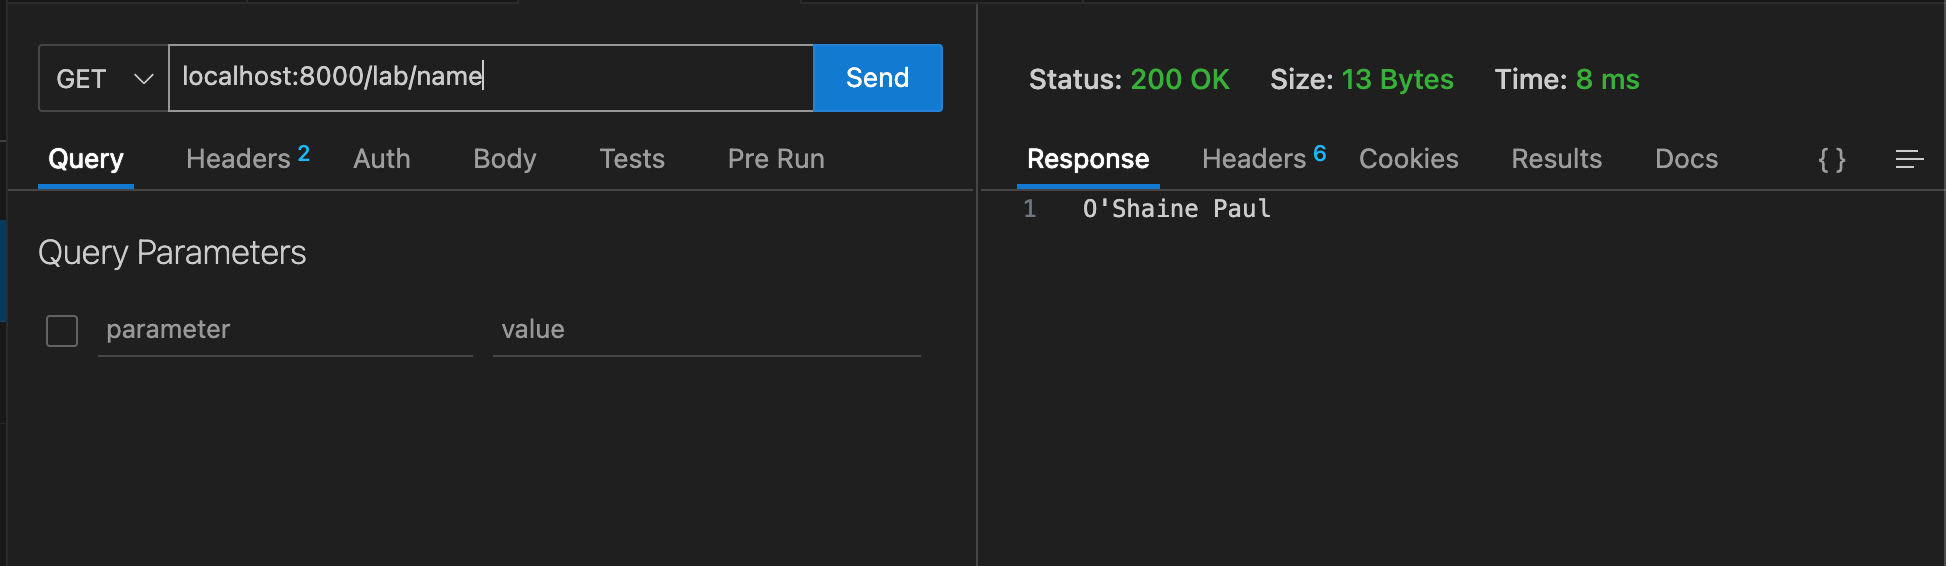 GET localhost:8000/lab/name Send
Query Headers 2 Auth Body Tests Pre Run
Query Parameters
parameter value
Status: 200 OK Size: 13 Bytes Time: 8 ms
Response Headers 6 Cookies Results Docs {}
1 O'Shaine Paul